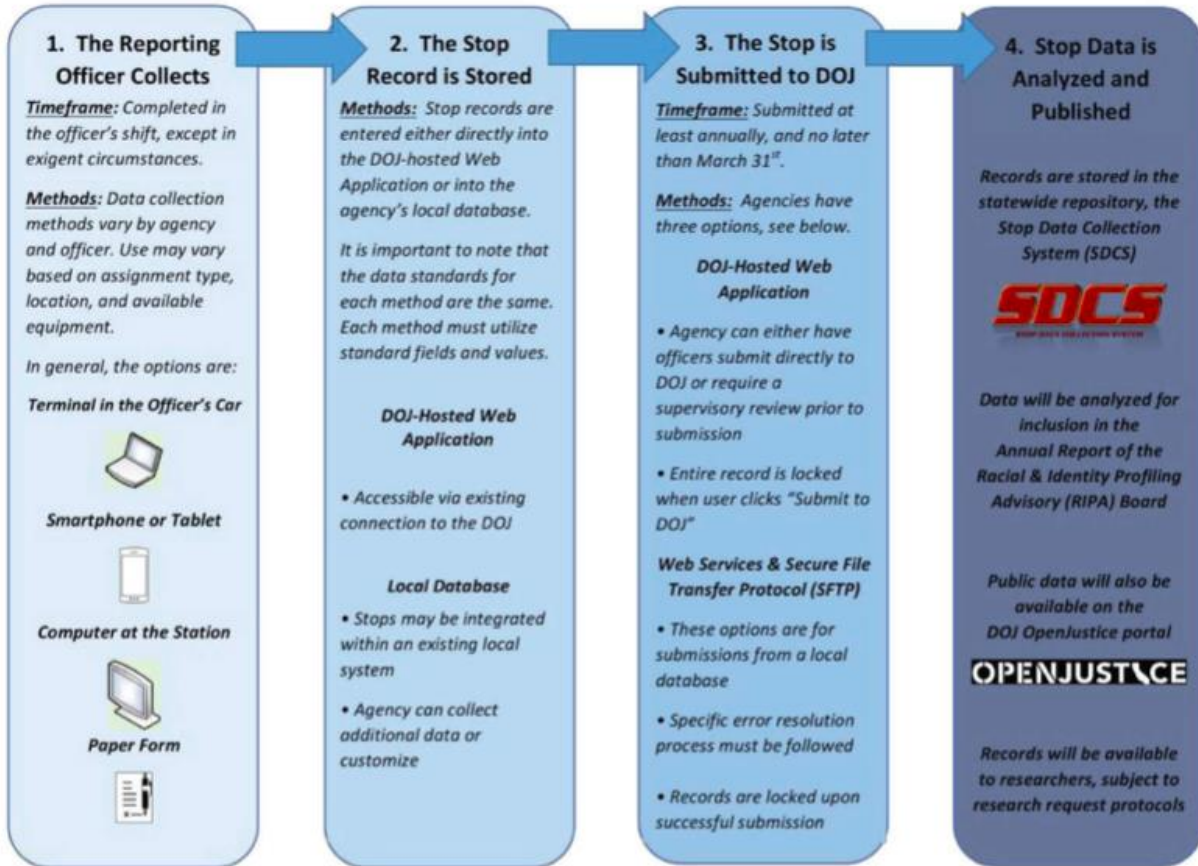 1. The Reporting
Officer Collects
Timeframe: Completed in
the officer's shift, except in
exigent circumstances.
Methods: Data collection
methods vary by agency
and officer. Use may vary
based on assignment type,
location, and available
equipment.
In general, the options are:
Terminal in the Officer's Car
Smartphone or Tablet
Computer at the Station
Paper Form
2. The Stop
Record is Stored
Methods: Stop records are
entered either directly into
the DOJ-hosted Web
Application or into the
agency's local database.
It is important to note that
the data standards for
each method are the same.
Each method must utilize
standard fields and values.
DOJ-Hosted Web
Application
• Accessible via existing
connection to the DOJ
Local Database
• Stops may be integrated
within an existing local
system
• Agency can collect
additional data or
customize
3. The Stop is
Submitted to DOJ
Timeframe: Submitted at
least annually, and no later
than March 31st.
Methods: Agencies have
three options, see below.
DOJ-Hosted Web
Application
• Agency can either have
officers submit directly to
DOJ or require a
supervisory review prior to
submission
• Entire record is locked
when user clicks "Submit to
DOJ"
Web Services & Secure File
Transfer Protocol (SFTP)
• These options are for
submissions from a local
database
• Specific error resolution
process must be followed
• Records are locked upon
successful submission
4. Stop Data is
Analyzed and
Published
Records are stored in the
statewide repository, the
Stop Data Collection
System (SDCS)
SDCS
STOP DATA COLLECTION SYSTEM
Data will be analyzed for
inclusion in the
Annual Report of the
Racial & Identity Profiling
Advisory (RIPA) Board
Public data will also be
available on the
DOJ OpenJustice portal
OPENJUSTICE
Records will be available
to researchers, subject to
research request protocols